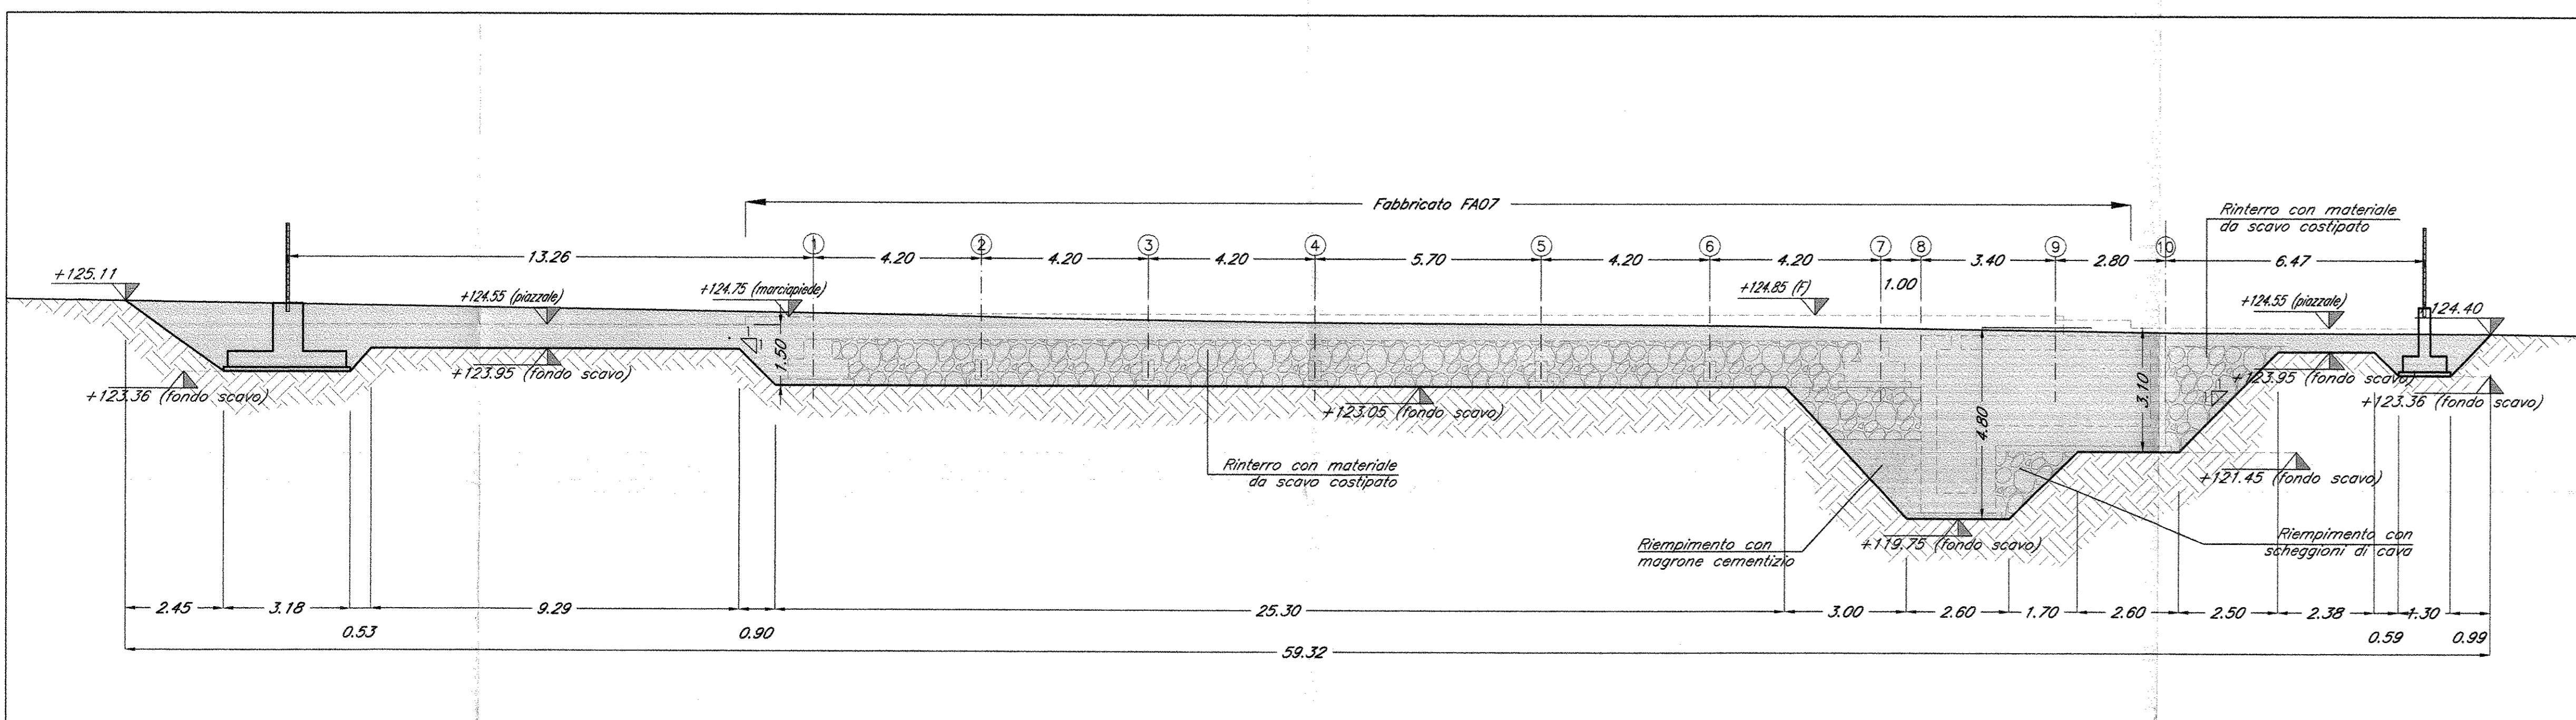 Fabbricato FA07
Rinterro con materiale
da scavo costipato
1 2 3 4 5 6 7 8 9 10
13.26 4.20 4.20 4.20 5.70 4.20 4.20 1.00 3.40 2.80 6.47
+125.11
+124.55 (piazzale)
+124.75 (marciapiede)
+124.85 (F)
+124.55 (piazzale)
124.40
1
1
1.50
4.80
3.10
+123.36 (fondo scavo)
+123.95 (fondo scavo)
+123.05 (fondo scavo)
+123.95 (fondo scavo)
+123.36 (fondo scavo)
Rinterro con materiale
da scavo costipato
+121.45 (fondo scavo)
Riempimento con
magrone cementizio
+119.75 (fondo scavo)
Riempimento con
scheggioni di cava
2.45 3.18 9.29 25.30 3.00 2.60 1.70 2.60 2.50 2.38 1.30
0.53 0.90 0.59 0.99
59.32